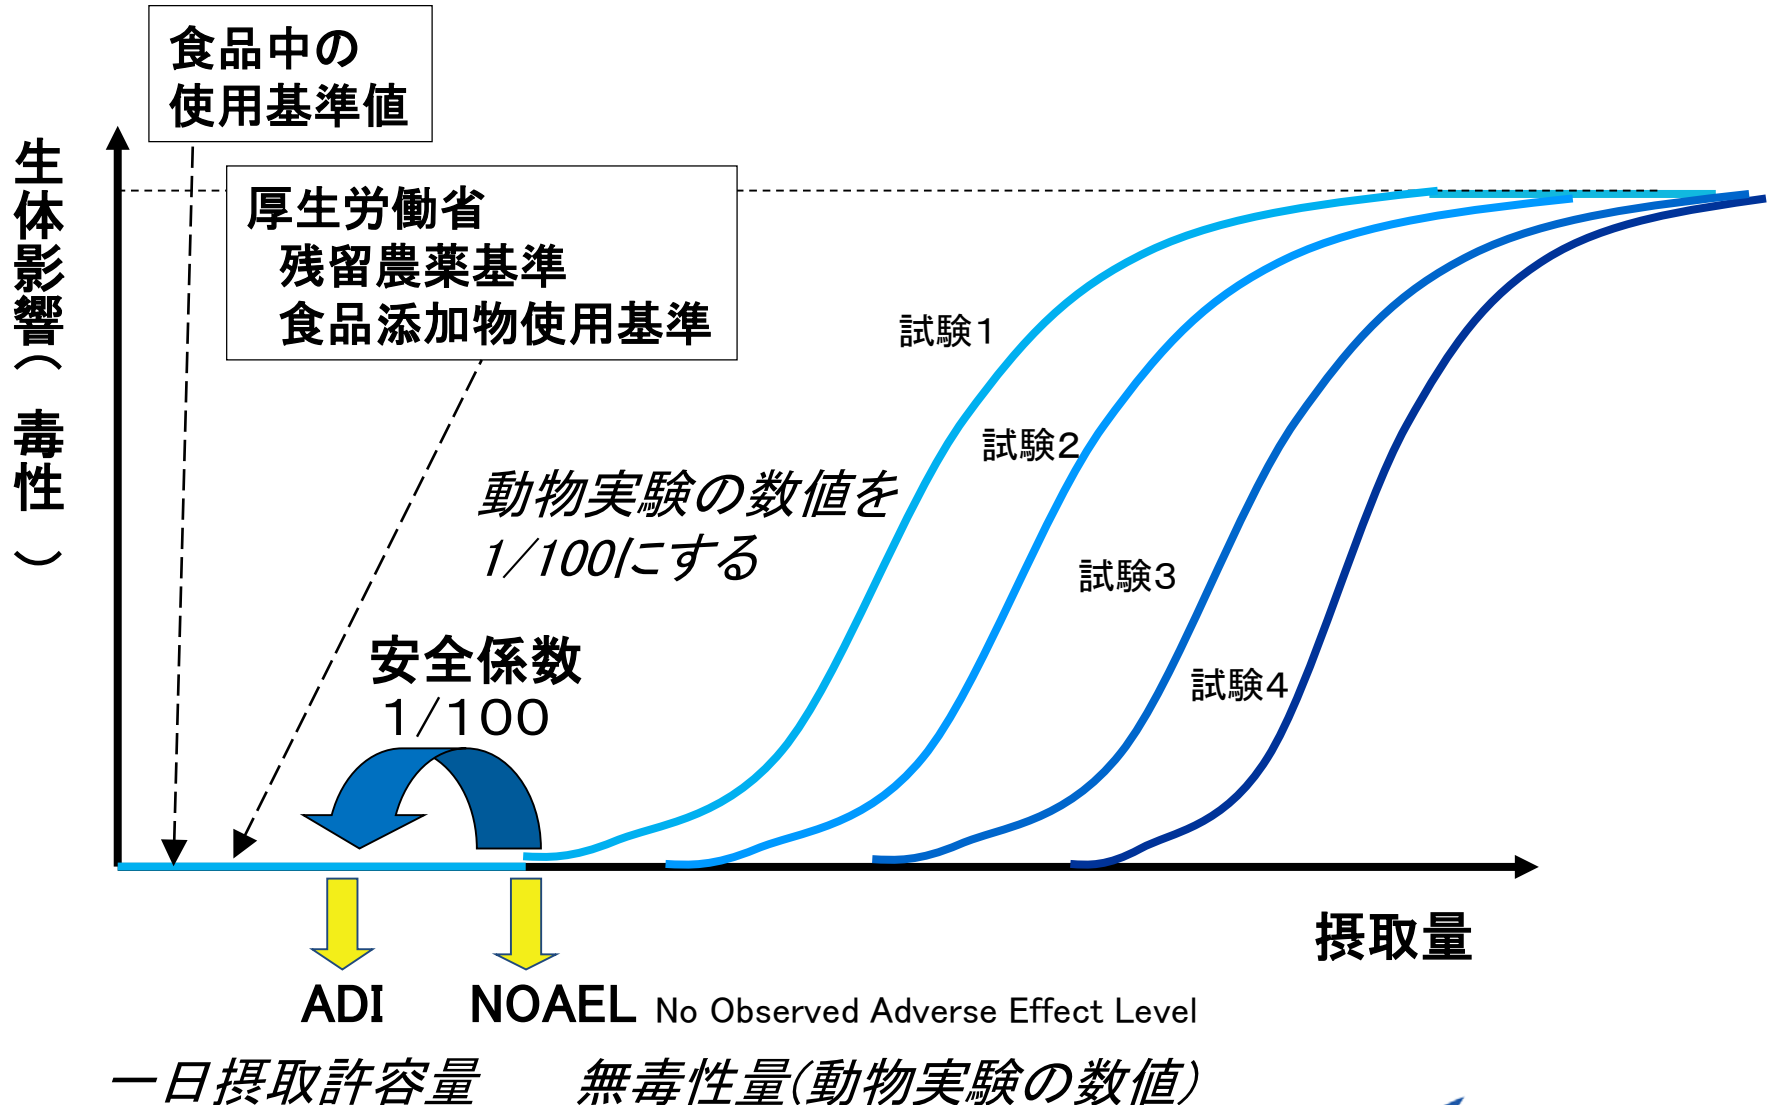 食品中の
使用基準値
生体影響(毒性)
厚生労働省
残留農薬基準
食品添加物使用基準
試験1
試験2
動物実験の数値を
1/100にする
試験3
安全係数
1/100
試験4
摂取量
ADI
NOAEL No Observed Adverse Effect Level
一日摂取許容量
無毒性量(動物実験の数値)